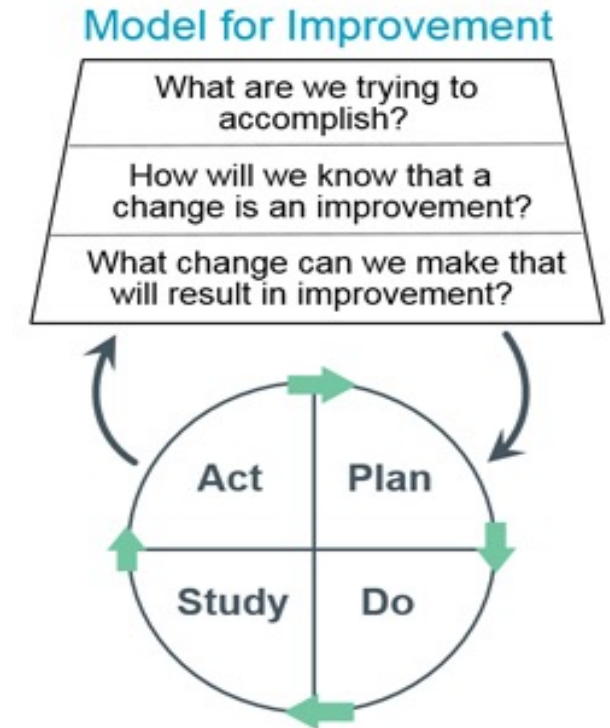 Model for Improvement
What are we trying to
accomplish?
How will we know that a
change is an improvement?
What change can we make that
will result in improvement?
Act
Plan
Study
Do